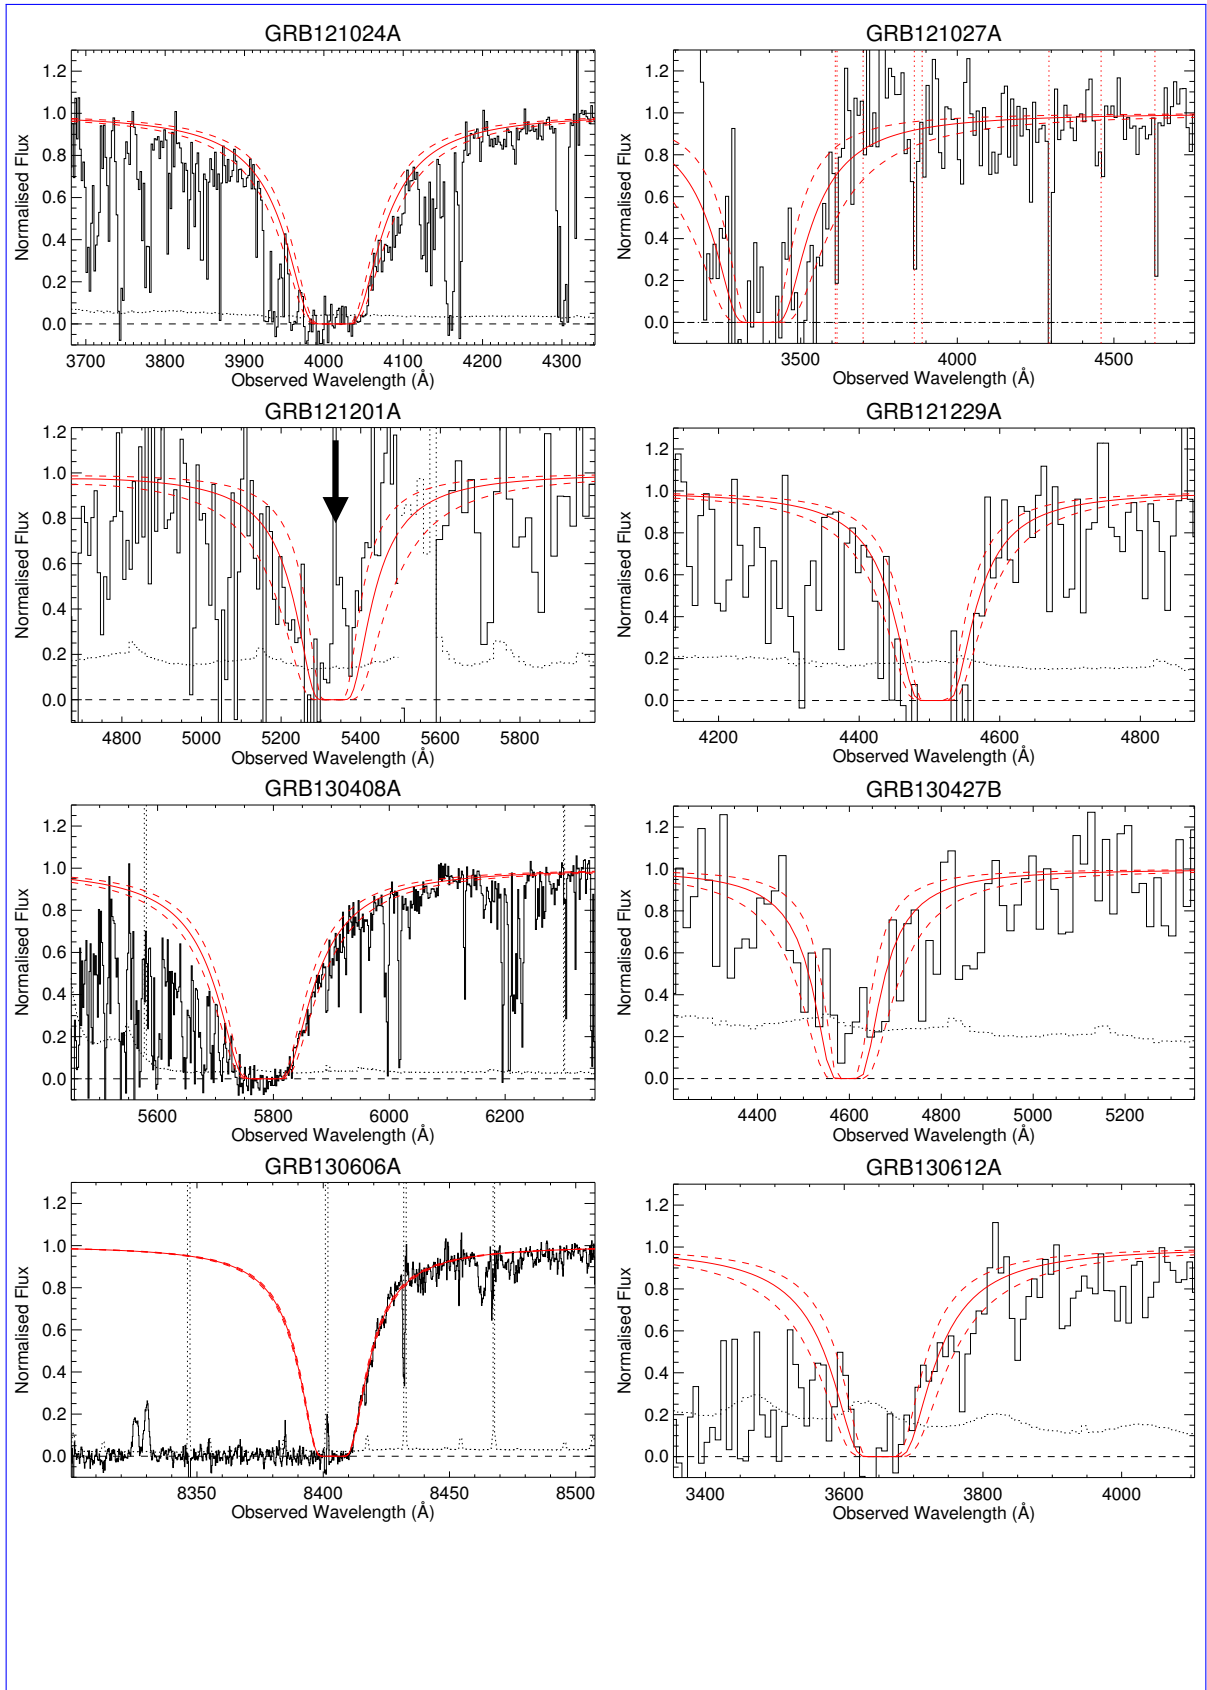 GRB121024A
Normalised Flux
1.2
1.0
0.8
0.6
0.4
0.2
0.0
3700 3800 3900 4000 4100 4200 4300
Observed Wavelength (Å)
GRB121027A
Normalised Flux
1.2
1.0
0.8
0.6
0.4
0.2
0.0
3500 4000 4500
Observed Wavelength (Å)
GRB121201A
Normalised Flux
1.2
1.0
0.8
0.6
0.4
0.2
0.0
4800 5000 5200 5400 5600 5800
Observed Wavelength (Å)
GRB121229A
Normalised Flux
1.2
1.0
0.8
0.6
0.4
0.2
0.0
4200 4400 4600 4800
Observed Wavelength (Å)
GRB130408A
Normalised Flux
1.2
1.0
0.8
0.6
0.4
0.2
0.0
5600 5800 6000 6200
Observed Wavelength (Å)
GRB130427B
Normalised Flux
1.2
1.0
0.8
0.6
0.4
0.2
0.0
4400 4600 4800 5000 5200
Observed Wavelength (Å)
GRB130606A
Normalised Flux
1.2
1.0
0.8
0.6
0.4
0.2
0.0
8350 8400 8450 8500
Observed Wavelength (Å)
GRB130612A
Normalised Flux
1.2
1.0
0.8
0.6
0.4
0.2
0.0
3400 3600 3800 4000
Observed Wavelength (Å)